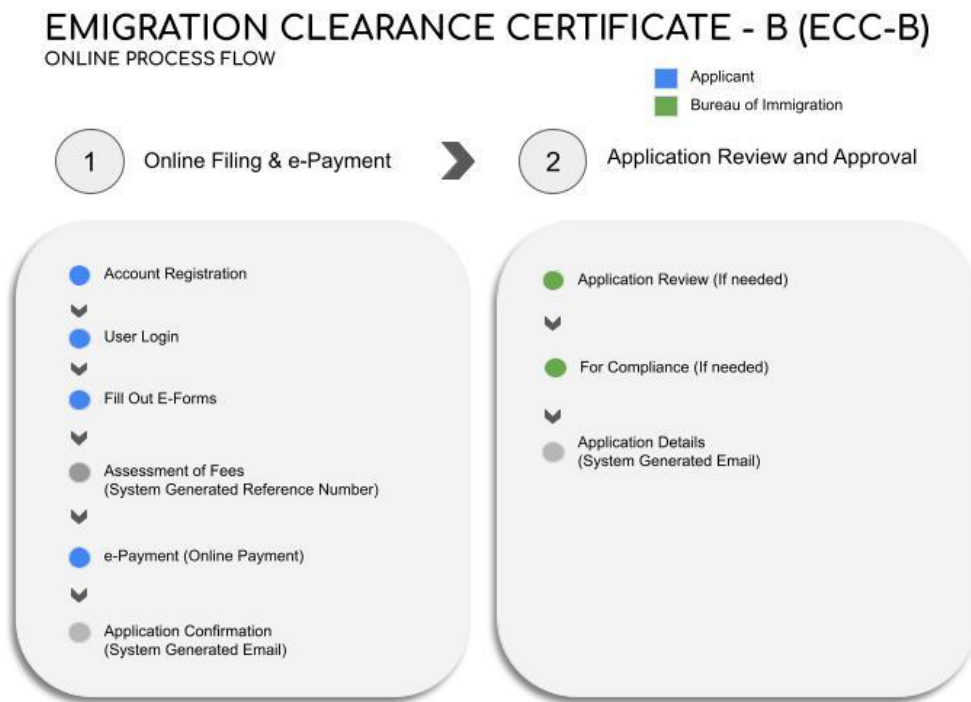 EMIGRATION CLEARANCE CERTIFICATE - B (ECC-B)
ONLINE PROCESS FLOW
Applicant
Bureau of Immigration
1
Online Filing & e-Payment
2
Application Review and Approval
Account Registration
User Login
Fill Out E-Forms
Assessment of Fees
(System Generated Reference Number)
e-Payment (Online Payment)
Application Confirmation
(System Generated Email)
Application Review (If needed)
For Compliance (If needed)
Application Details
(System Generated Email)